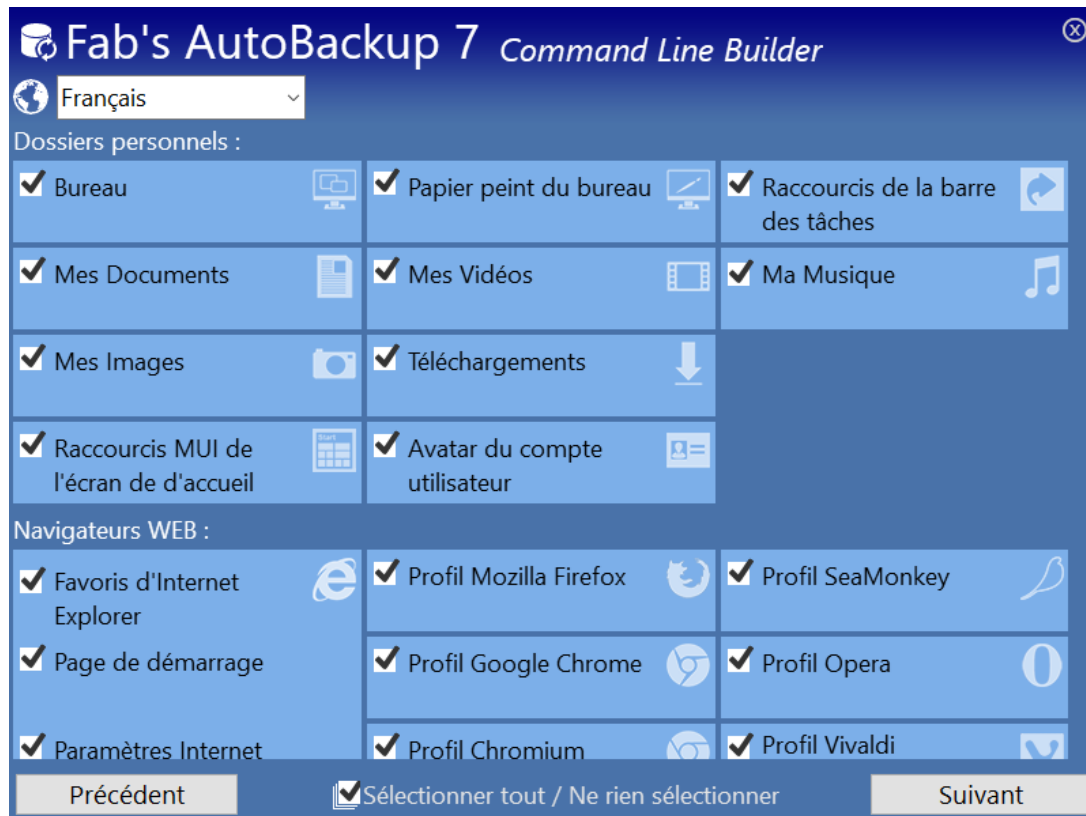 Fab's AutoBackup 7 Command Line Builder
Français
Dossiers personnels :
Bureau
Papier peint du bureau
Raccourcis de la barre
des tâches
Mes Documents
Mes Vidéos
Ma Musique
Mes Images
Téléchargements
Raccourcis MUI de
l'écran de d'accueil
Start
Avatar du compte
utilisateur
Navigateurs WEB :
Favoris d'Internet
Explorer
Profil Mozilla Firefox
Profil SeaMonkey
Page de démarrage
Profil Google Chrome
Profil Opera
Paramètres Internet
Profil Chromium
Profil Vivaldi
Précédent
Sélectionner tout / Ne rien sélectionner
Suivant